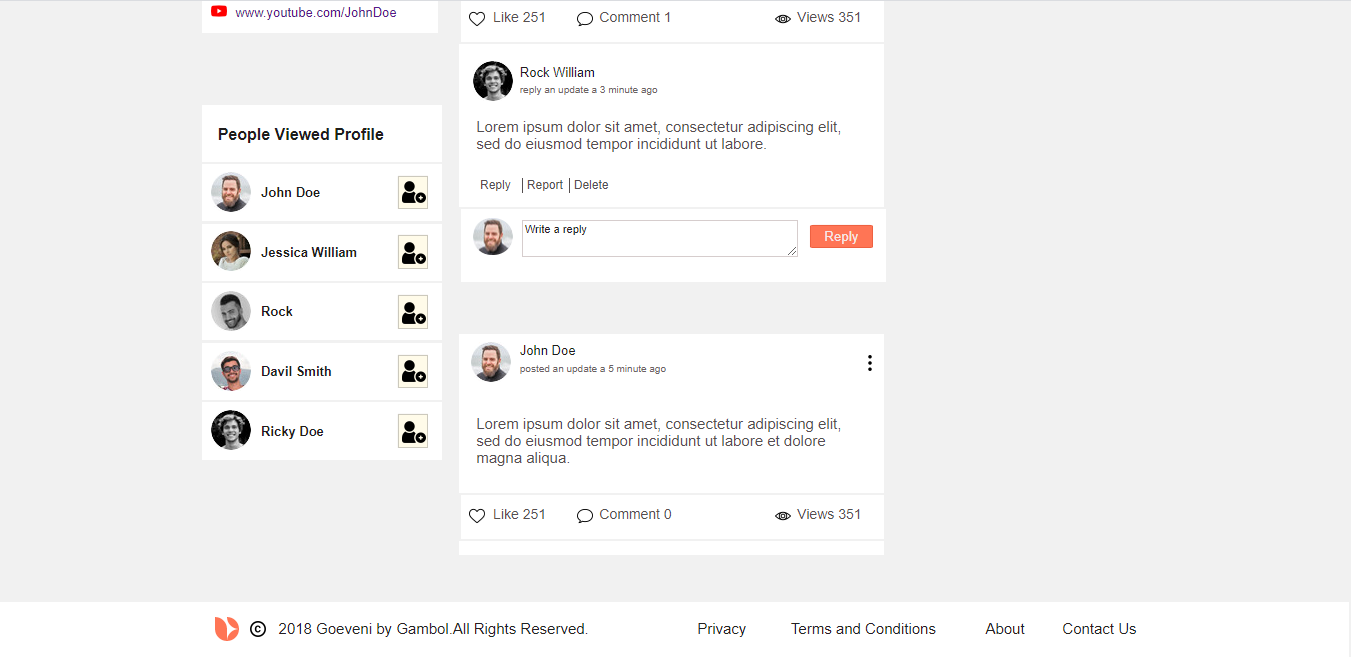 www.youtube.com/JohnDoe
People Viewed Profile
John Doe
Jessica William
Rock
Davil Smith
Ricky Doe
Like 251 Comment 1 Views 351
Rock William
reply an update a 3 minute ago
Lorem ipsum dolor sit amet, consectetur adipiscing elit,
sed do eiusmod tempor incididunt ut labore.
Reply | Report | Delete
Write a reply
Reply
John Doe
posted an update a 5 minute ago
Lorem ipsum dolor sit amet, consectetur adipiscing elit,
sed do eiusmod tempor incididunt ut labore et dolore
magna aliqua.
Like 251 Comment 0 Views 351
© 2018 Goeveni by Gambol.All Rights Reserved. Privacy Terms and Conditions About Contact Us